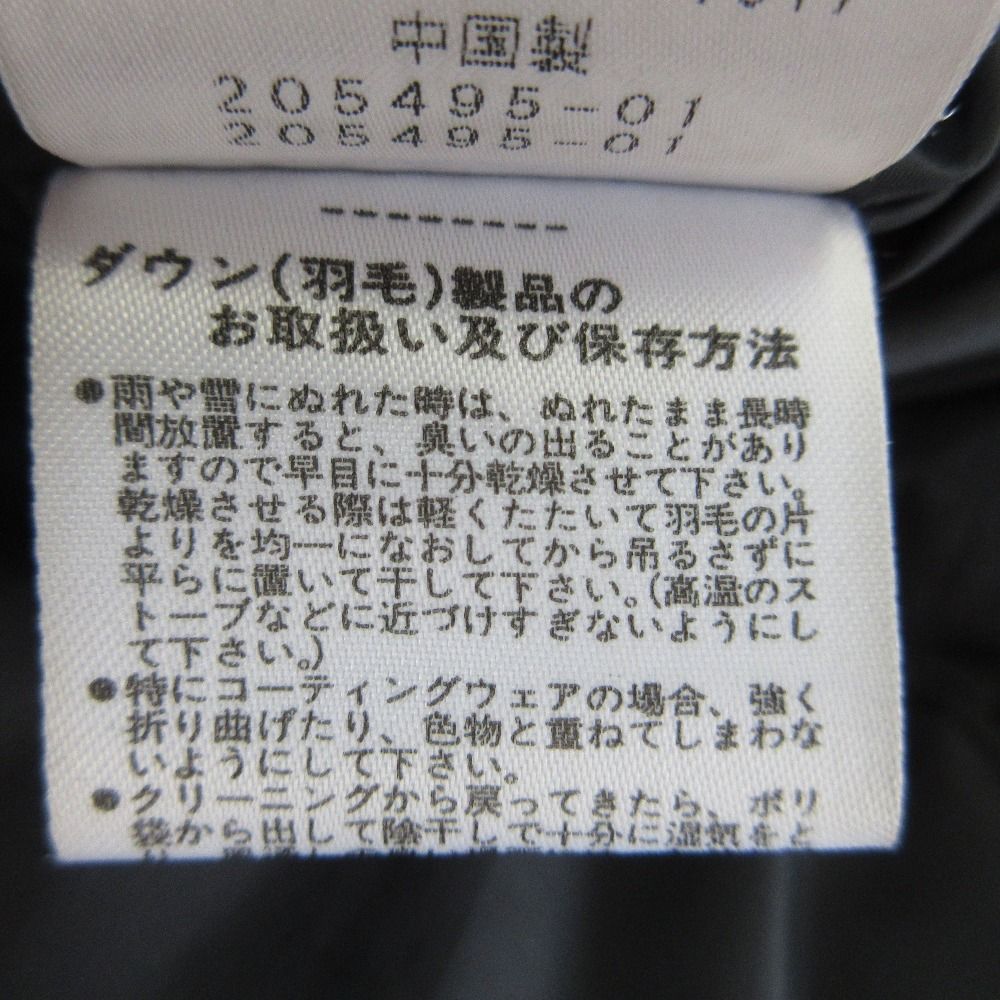 中国製
205495-01
205495-01
--------
ダウン(羽毛)製品の
お取扱い及び保存方法
●雨や雪にぬれた時は、ぬれたまま長時
間放置すると、臭いの出ることがあり
ますので早目に十分乾燥させて下さい。
乾燥させる際は軽くたたいて羽毛の片
よりを均一になおしてから吊るさずに
平らに置いて干して下さい。(高温のス
トーブなどに近づけすぎないようにし
て下さい。)
●特にコーティングウェアの場合、強く
折り曲げたり、色物と重ねてしまわな
いようにして下さい。
●クリーニングから戻ってきたら、ポリ
袋から出して陰干しで十分に湿気をと